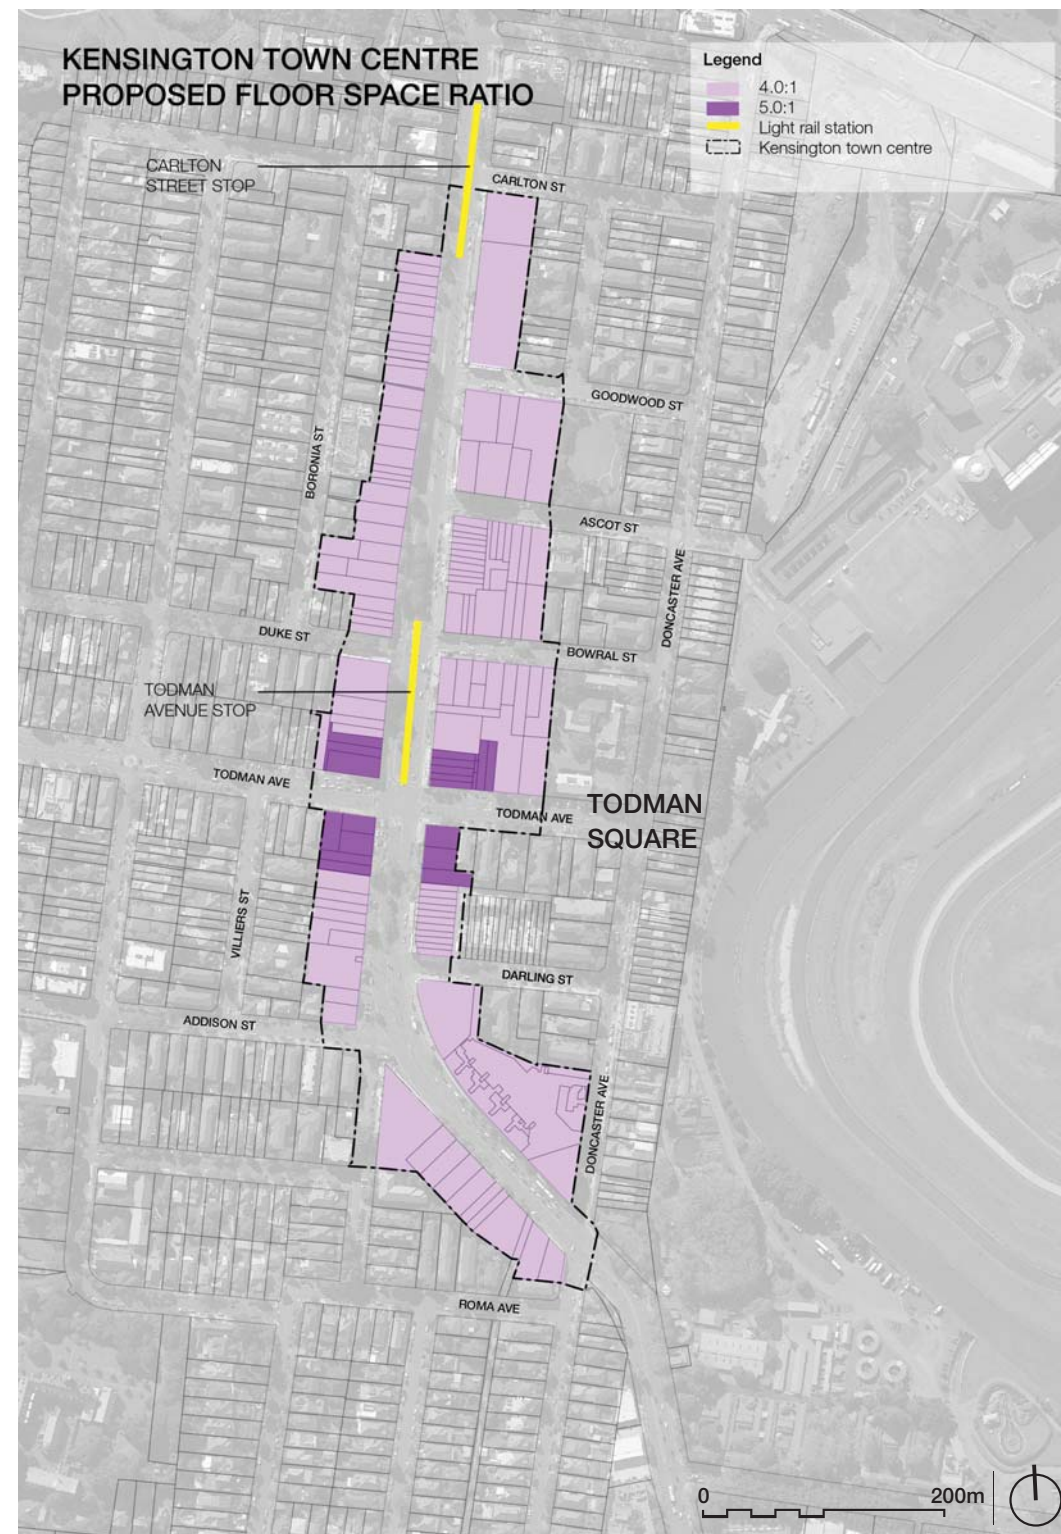 KENSINGTON TOWN CENTRE
PROPOSED FLOOR SPACE RATIO
Legend
4.0:1
5.0:1
Light rail station
Kensington town centre
CARLTON
STREET STOP
CARLTON ST
GOODWOOD ST
BORONIA ST
ASCOT ST
DONCASTER AVE
DUKE ST
BOWRAL ST
TODMAN
AVENUE STOP
TODMAN AVE
TODMAN AVE
TODMAN
SQUARE
VILLIERS ST
DARLING ST
ADDISON ST
DONCASTER AVE
ROMA AVE
0
200m